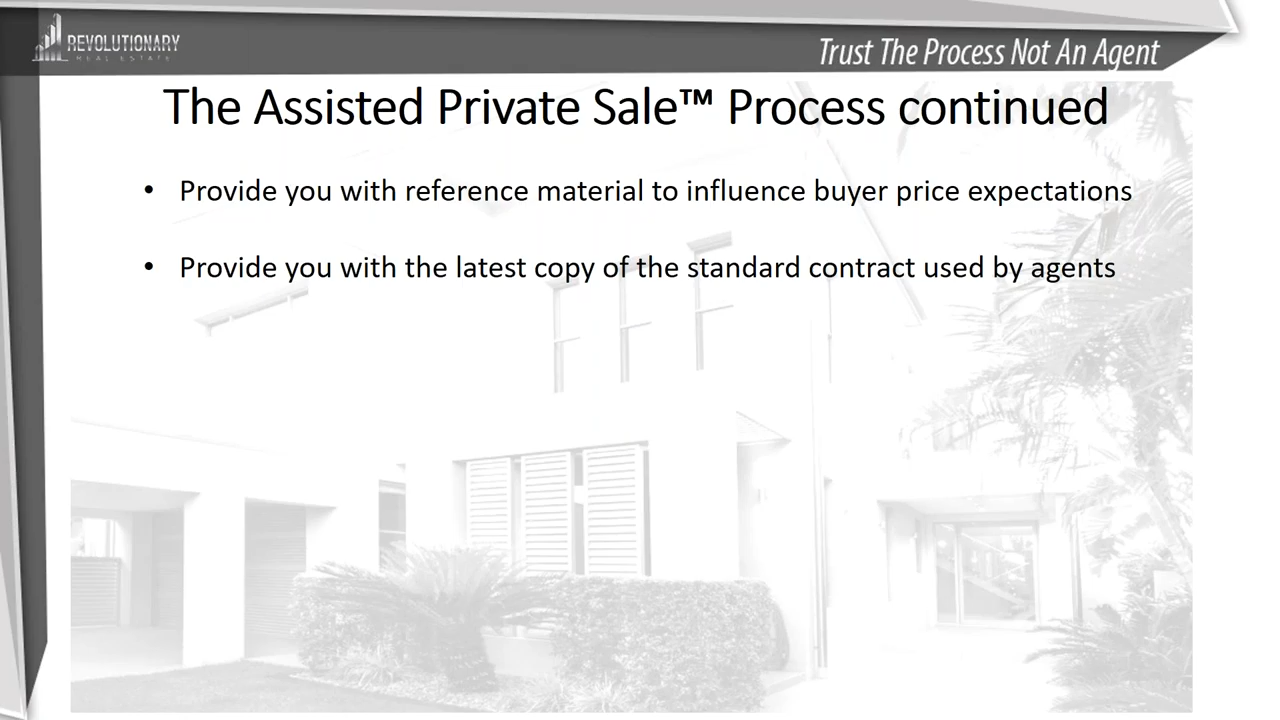 REVOLUTIONARY
REAL ESTATE
Trust The Process Not An Agent
The Assisted Private Sale™ Process continued
• Provide you with reference material to influence buyer price expectations
• Provide you with the latest copy of the standard contract used by agents